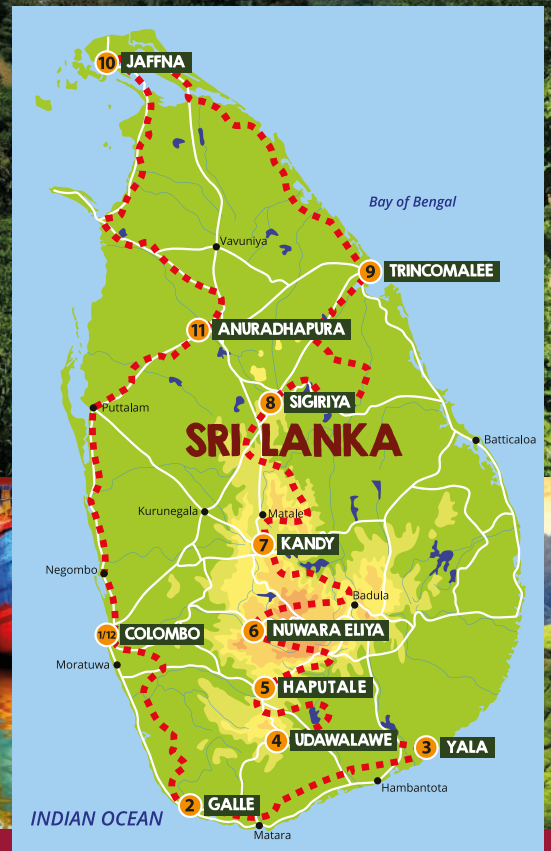 10 JAFFNA
Bay of Bengal
Vavuniya
9 TRINCOMALEE
11 ANURADHAPURA
8 SIGIRIYA
Puttalam
SRI LANKA
Batticaloa
Kurunegala
Matale
7 KANDY
Negombo
Badula
1/12 COLOMBO
6 NUWARA ELIYA
Moratuwa
5 HAPUTALE
4 UDAWALAWE
3 YALA
Hambantota
2 GALLE
INDIAN OCEAN
Matara